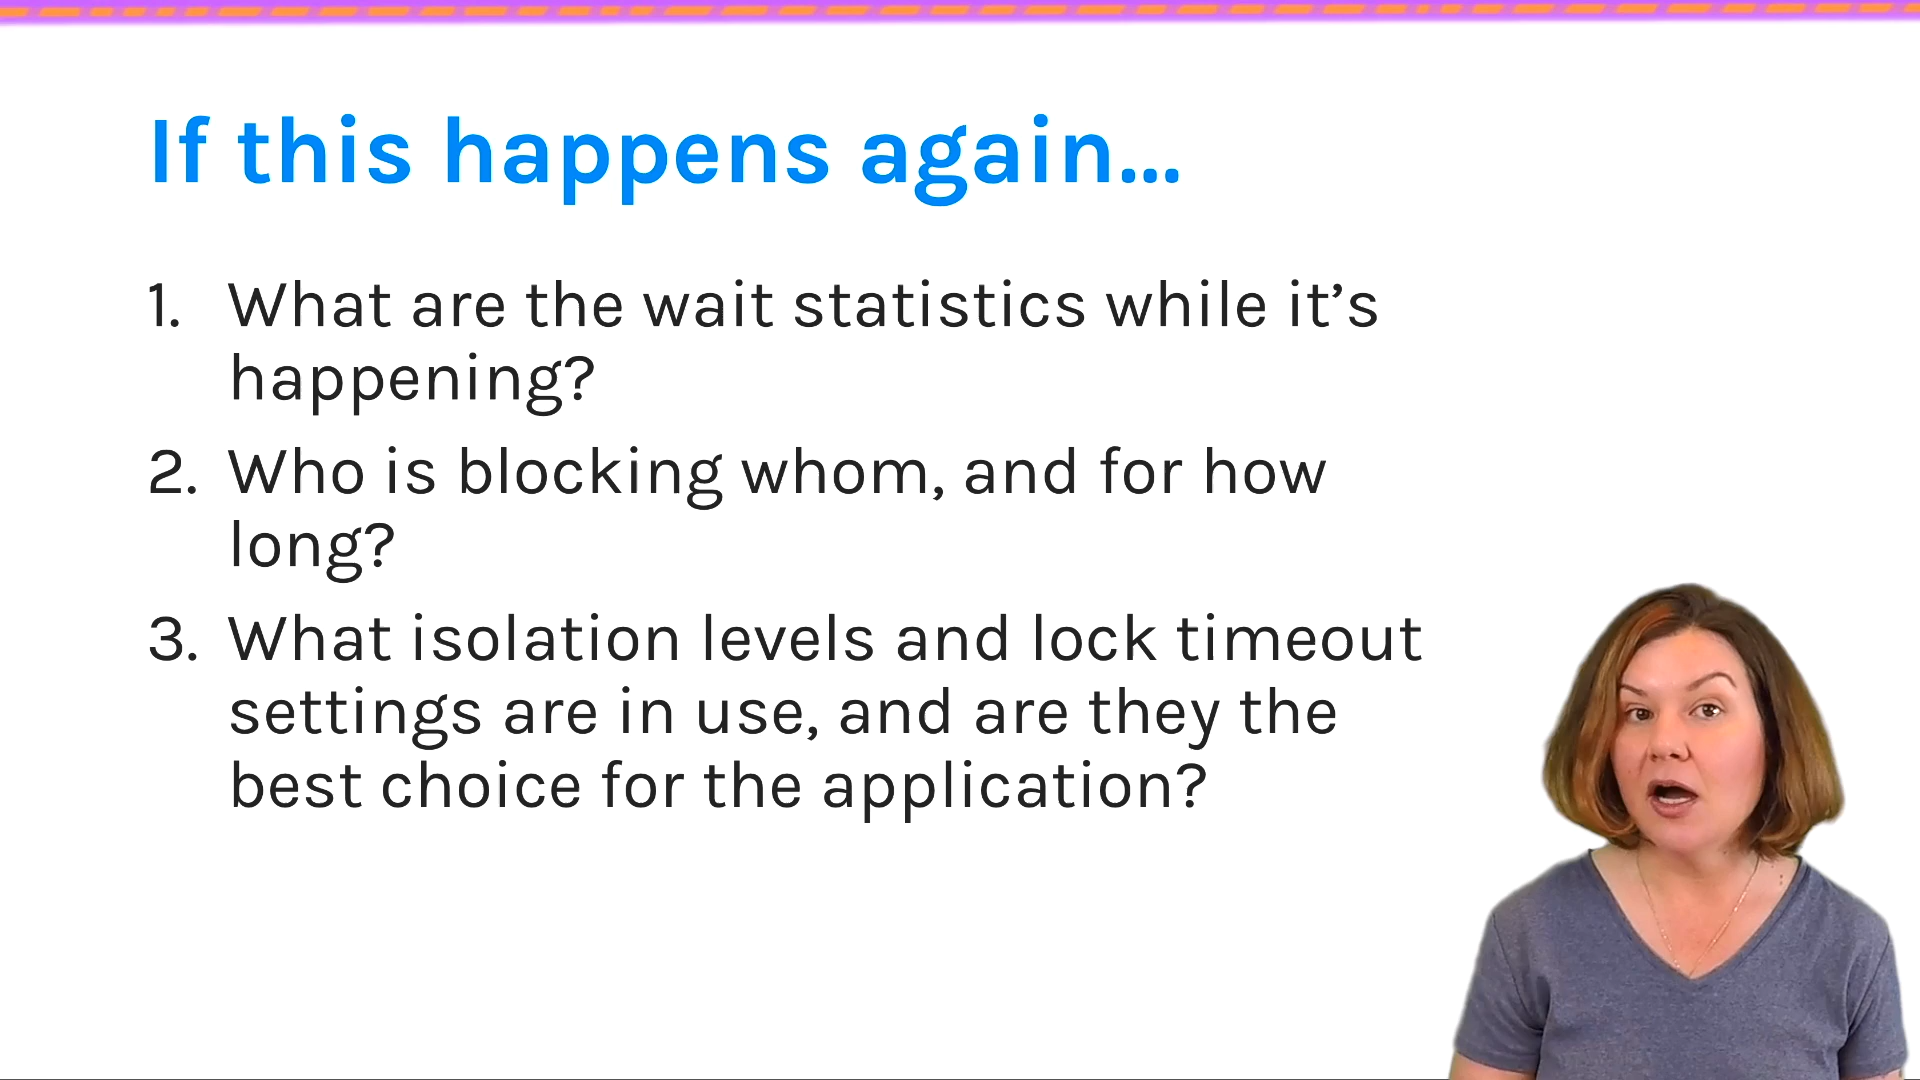 If this happens again...
1. What are the wait statistics while it’s
happening?
2. Who is blocking whom, and for how
long?
3. What isolation levels and lock timeout
settings are in use, and are they the
best choice for the application?